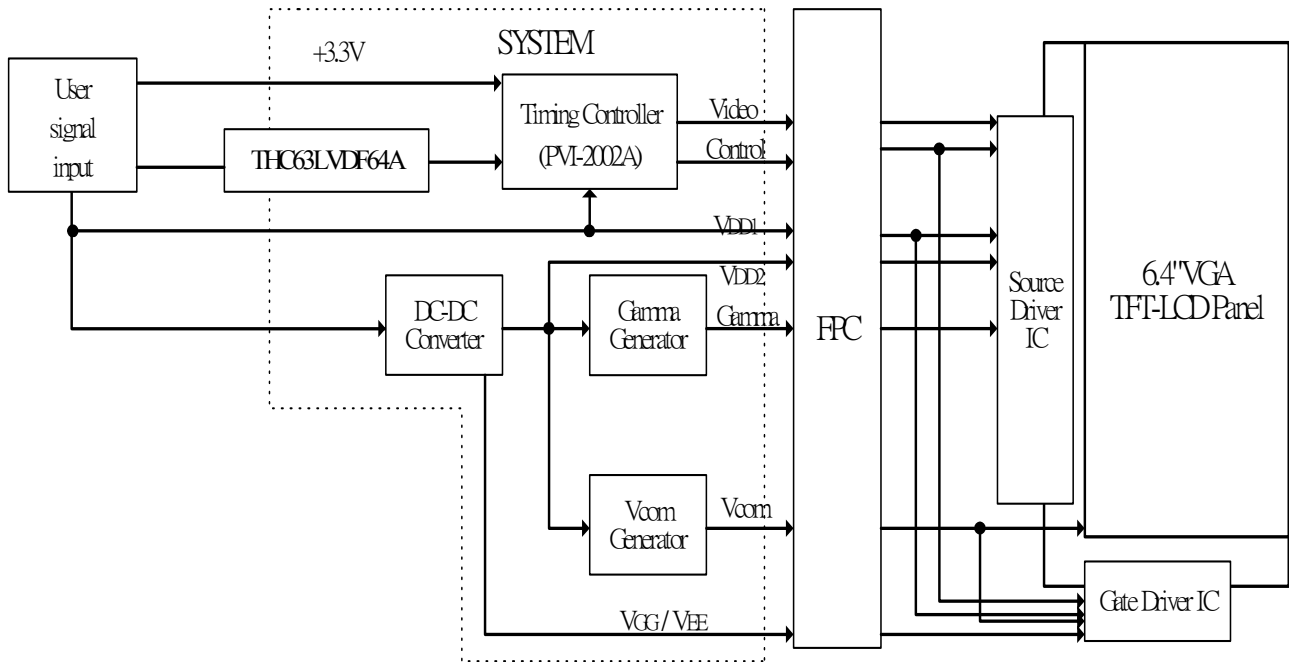 SYSTEM
+3.3V
User
signal
input
THC63LVDF64A
Timing Controller
(PVI-2002A)
Video
Control
VDD1
VDD2
DC-DC
Converter
Gamma
Generator
Gamma
Vcom
Generator
Vcom
VGG / VEE
FPC
Source
Driver
IC
6.4"VGA
TFT-LCD Panel
Gate Driver IC